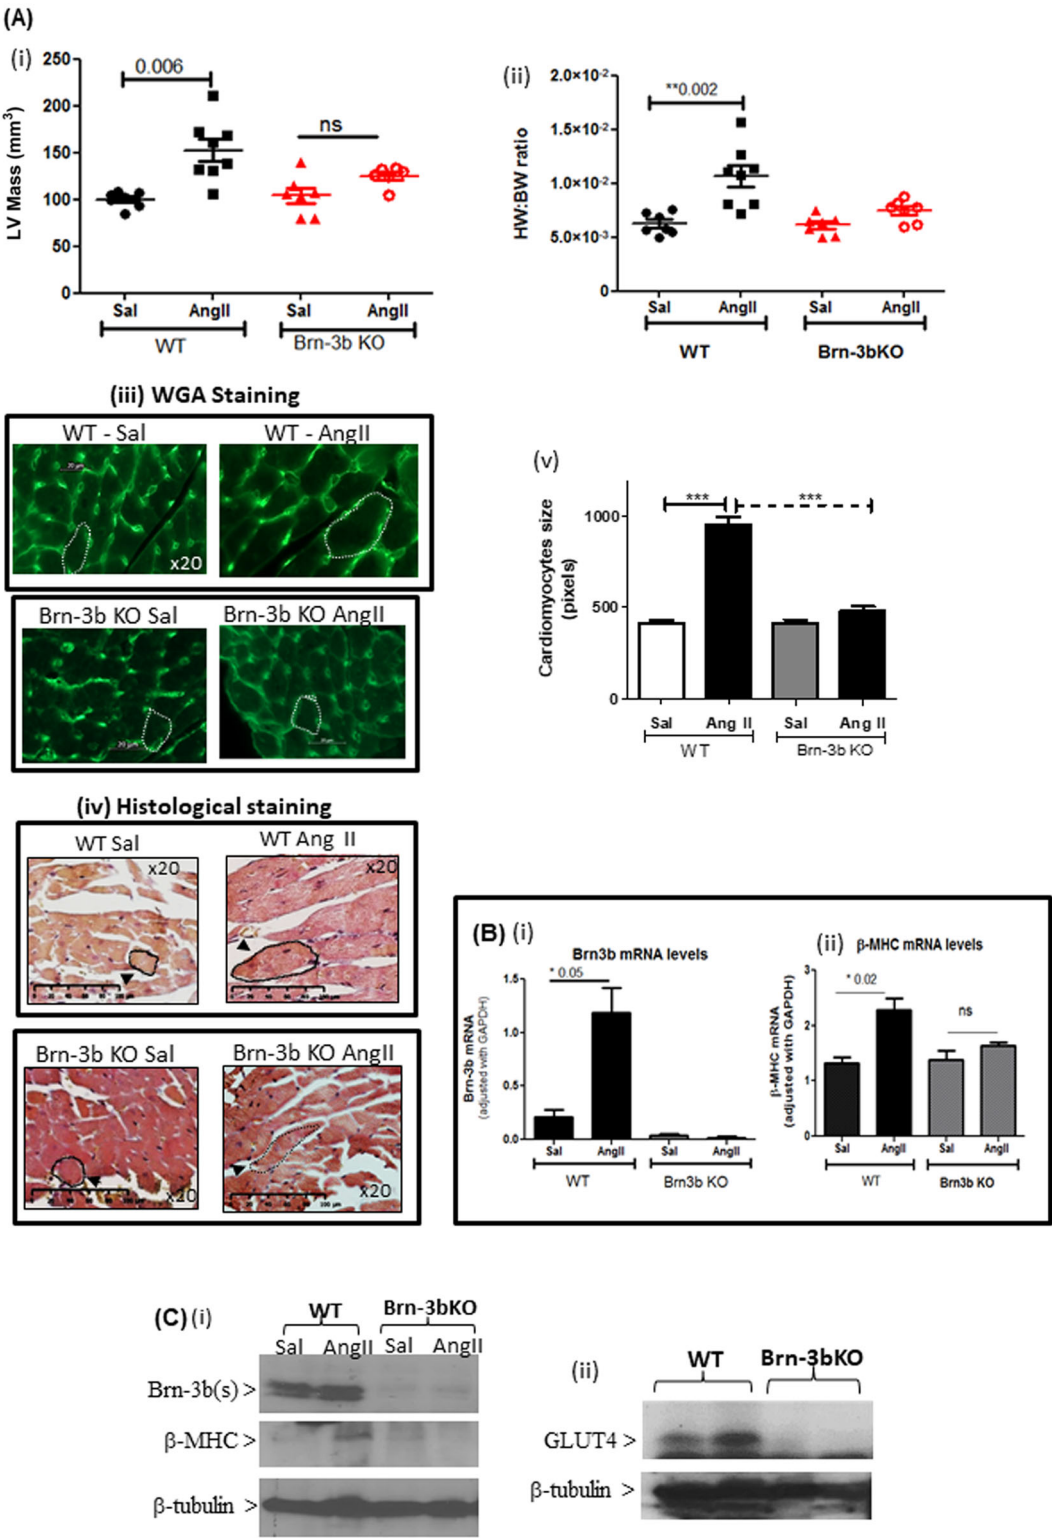 (A)
(i)
250
200
150
100
50
0
LV Mass (mm³)
0.006
ns
Sal
AngII
Sal
AngII
WT
Brn-3b KO
(ii)
2.0×10⁻²
1.5×10⁻²
1.0×10⁻²
5.0×10⁻³
0
HW:BW ratio
**0.002
Sal
AngII
Sal
AngII
WT
Brn-3bKO
(iii) WGA Staining
WT - Sal
WT - AngII
x20
Brn-3b KO Sal
Brn-3b KO AngII
(v)
1000
500
0
Cardiomyocytes size
(pixels)
***
***
Sal
Ang II
Sal
Ang II
WT
Brn-3b KO
(iv) Histological staining
WT Sal
WT Ang II
x20
x20
Brn-3b KO Sal
Brn-3b KO AngII
x20
x20
(B)
(i)
Brn3b mRNA levels
1.5
1.0
0.5
0.0
Brn-3b mRNA
(adjusted with GAPDH)
* 0.05
Sal
AngII
Sal
AngII
WT
Brn3b KO
(ii)
β-MHC mRNA levels
3
2
1
0
β-MHC mRNA
(adjusted with GAPDH)
* 0.02
ns
Sal
AngII
Sal
AngII
WT
Brn3b KO
(C) (i)
WT
Brn-3bKO
Sal
AngII
Sal
AngII
Brn-3b(s) >
β-MHC >
β-tubulin >
(ii)
WT
Brn-3bKO
GLUT4 >
β-tubulin >